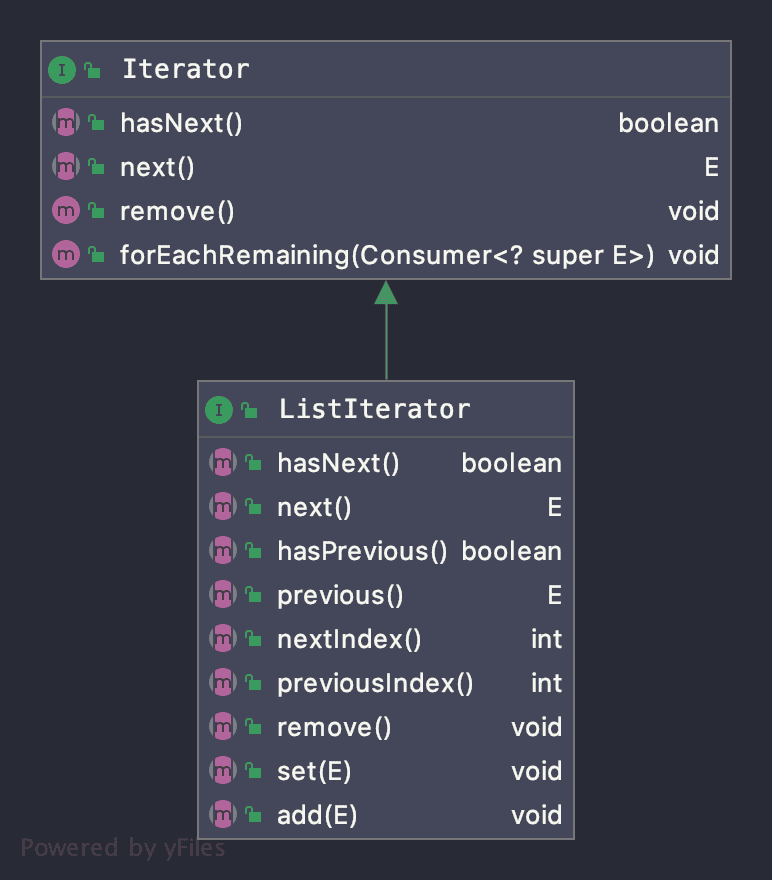 Iterator
hasNext() boolean
next() E
remove() void
forEachRemaining(Consumer<? super E>) void
ListIterator
hasNext() boolean
next() E
hasPrevious() boolean
previous() E
nextIndex() int
previousIndex() int
remove() void
set(E) void
add(E) void
Powered by yFiles